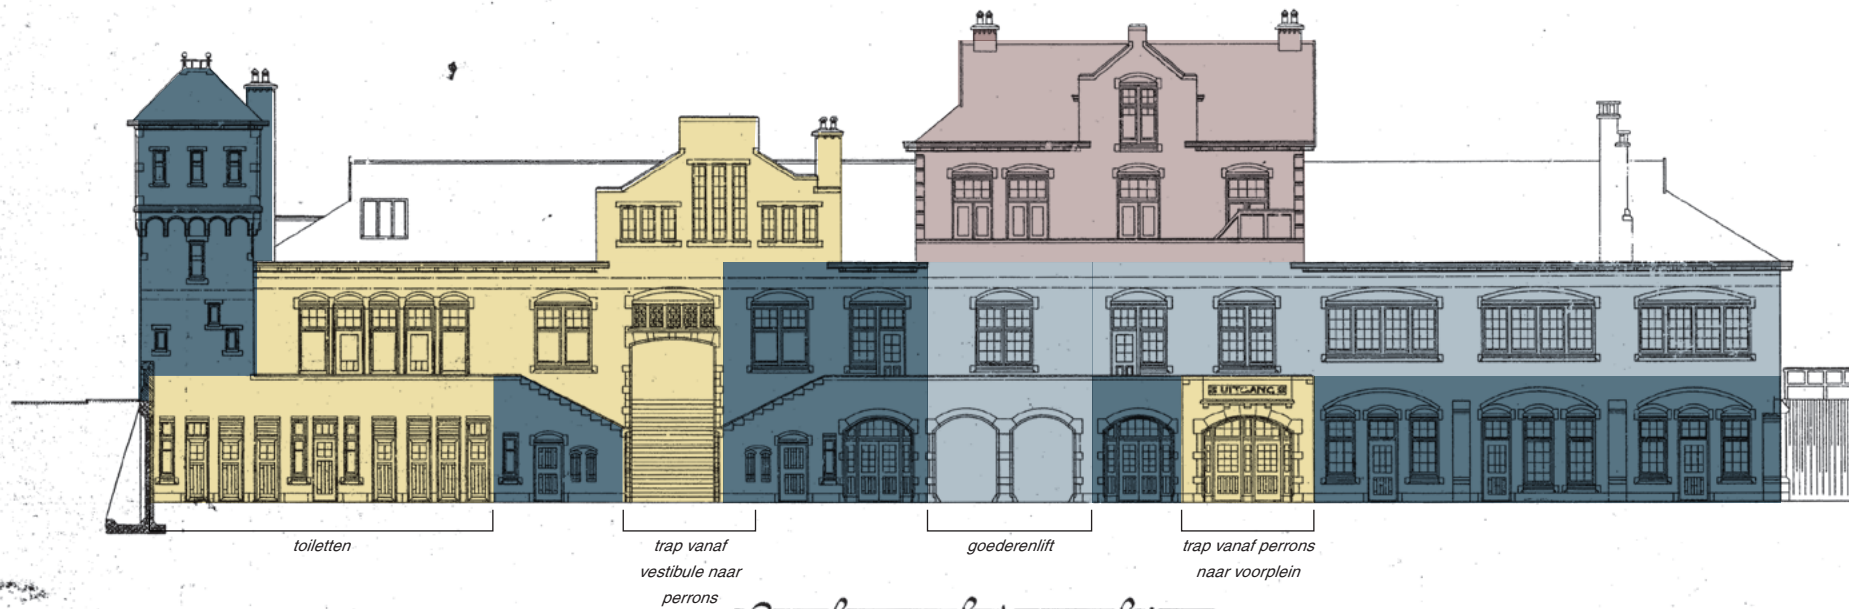 UITGANG
toiletten
trap vanaf
vestibule naar
perrons
goederenlift
trap vanaf perrons
naar voorplein